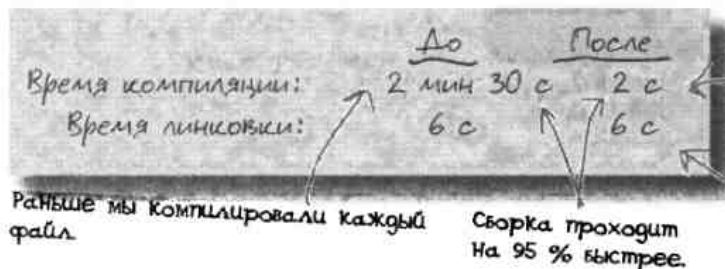 До После
Время компиляции: 2 мин 30 с 2 с
Время линковки: 6 с 6 с
Раньше мы компилировали каждый
файл.
Сборка проходит
на 95 % быстрее.